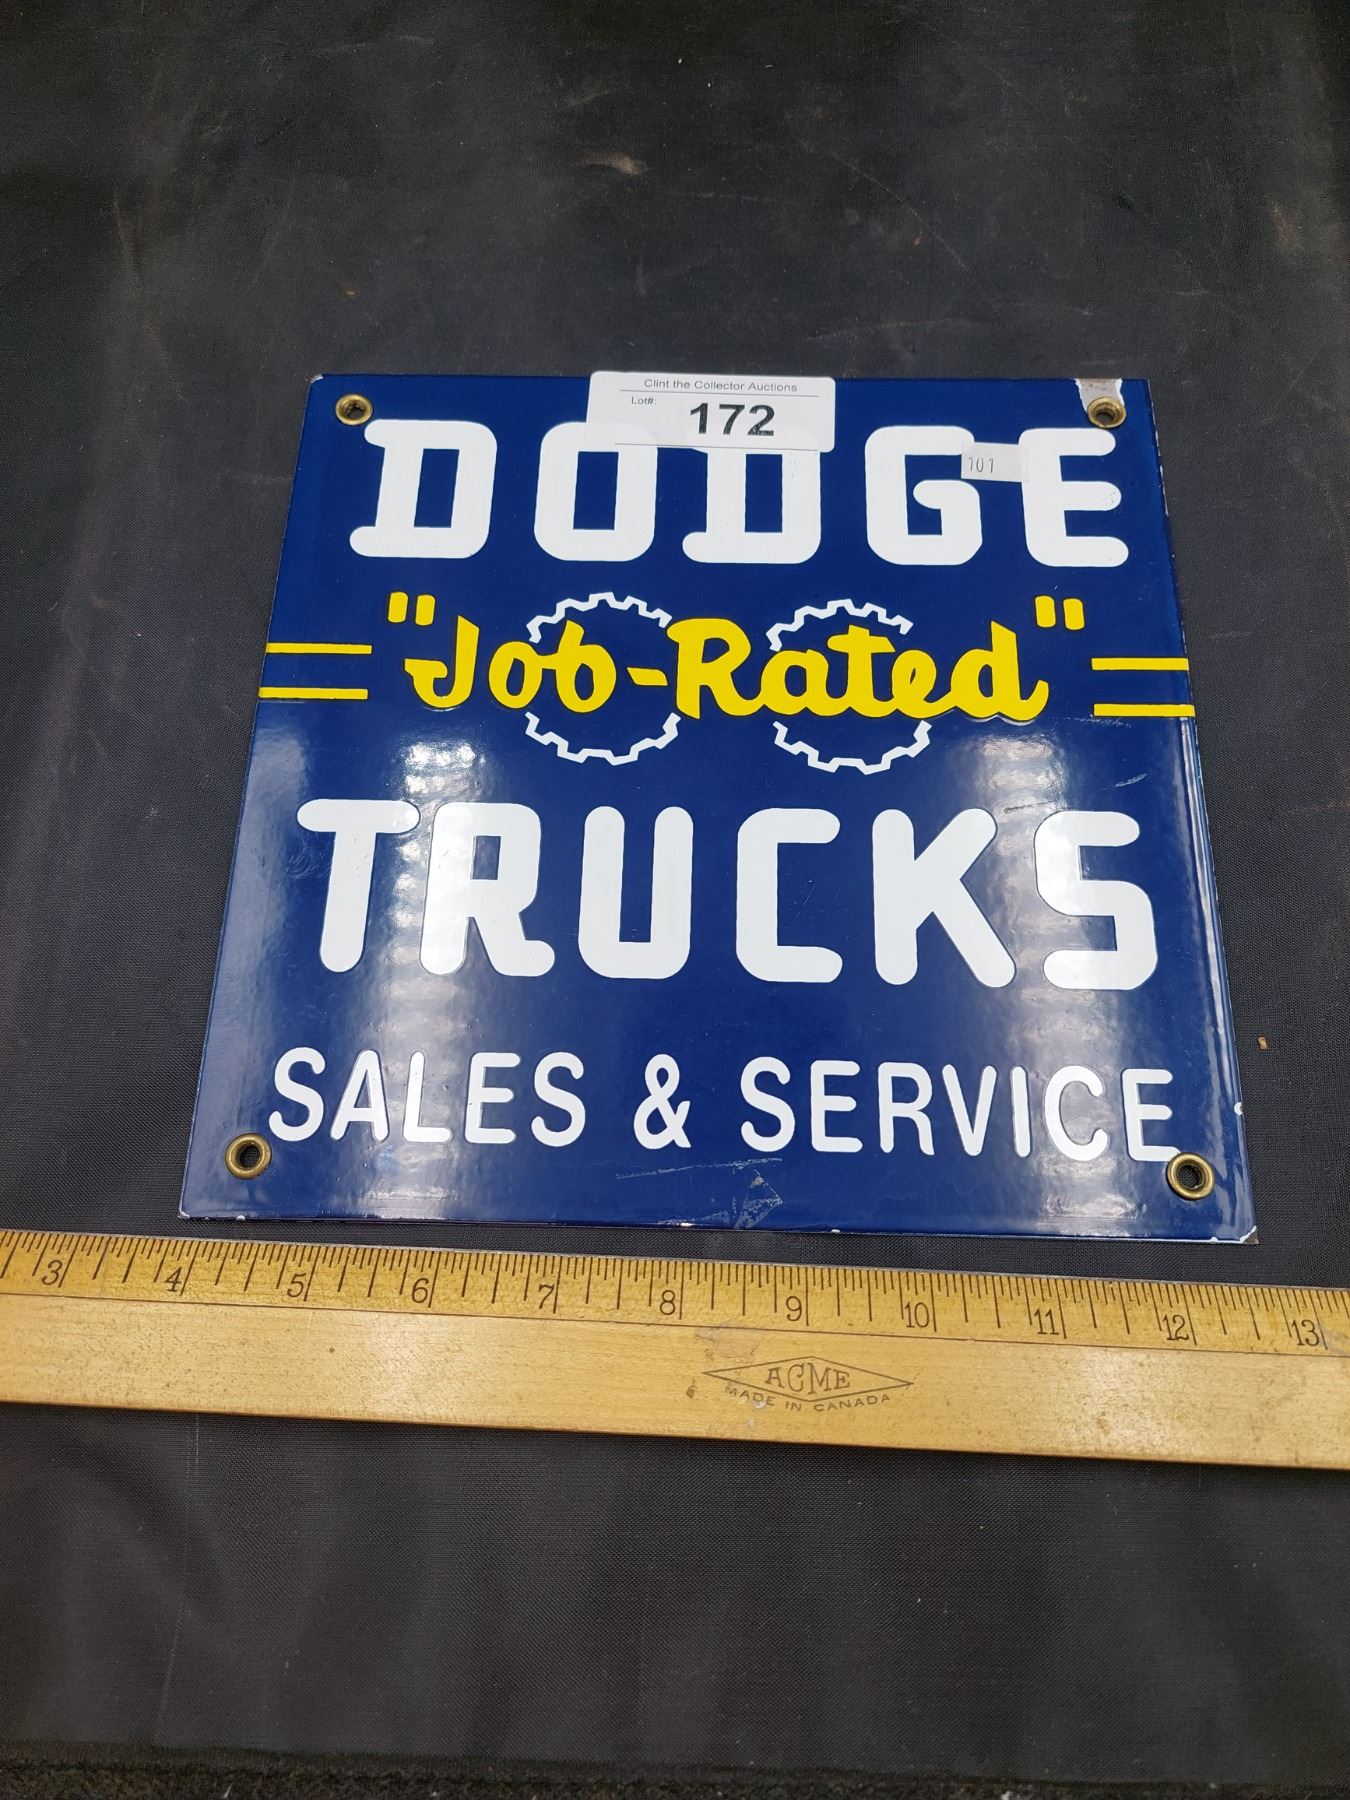 Clint the Collector Auctions
Lot#: 172
DODGE
101
"Job-Rated"
TRUCKS
SALES & SERVICE
3 4 5 6 7 8 9 10 11 12 13
ACME
MADE IN CANADA